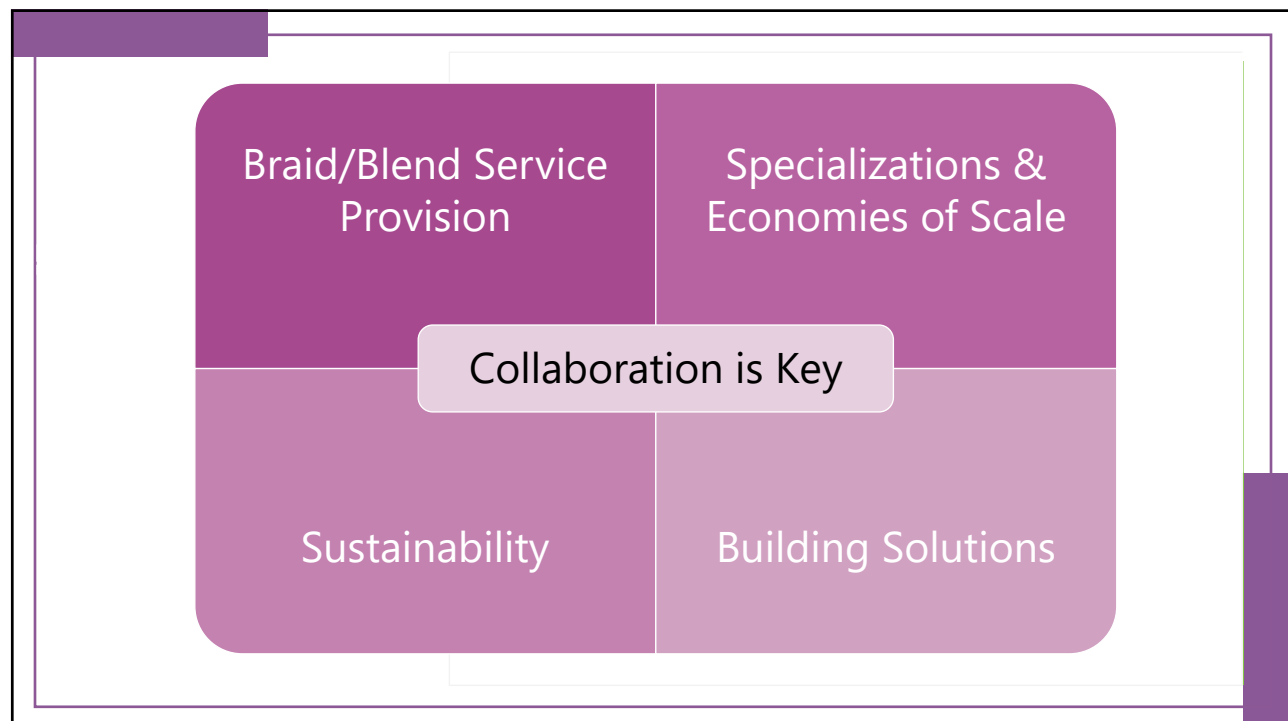 Braid/Blend Service
Provision
Specializations &
Economies of Scale
Collaboration is Key
Sustainability
Building Solutions